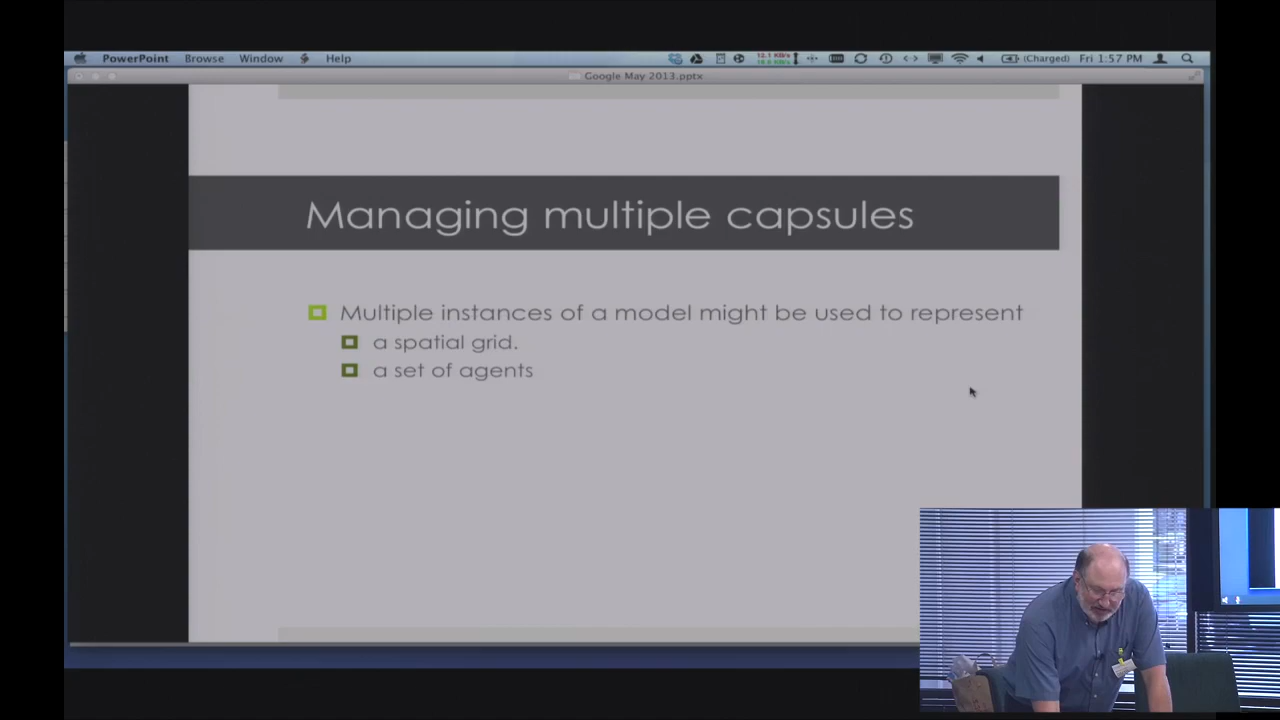 PowerPoint Browse Window Help (Charged) Fri 1:57 PM
Google May 2013.pptx
Managing multiple capsules
Multiple instances of a model might be used to represent
a spatial grid.
a set of agents